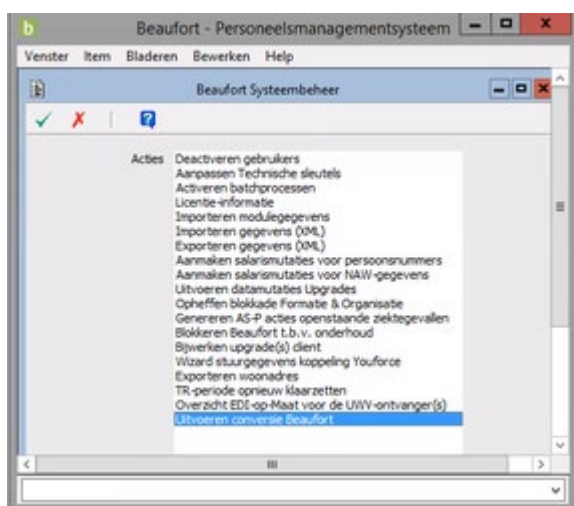 b Beaufort - Personeelsmanagementsysteem
Venster Item Bladeren Bewerken Help
Beaufort Systeembeheer
Acties
Deactiveren gebruikers
Aanpassen Technische sleutels
Activeren batchprocessen
Licentie-informatie
Importeren modulegegevens
Importeren gegevens (XML)
Exporteren gegevens (XML)
Aanmaken salarismutaties voor persoonsnummers
Aanmaken salarismutaties voor NAW-gegevens
Uitvoeren datamutaties Upgrades
Opheffen blokkade Formatie & Organisatie
Genereren AS-P acties openstaande ziektegevallen
Blokkeren Beaufort t.b.v. onderhoud
Bijwerken upgrade(s) client
Wizard stuurgegevens koppeling Youforce
Exporteren woonadres
TR-periode opnieuw klaarzetten
Overzicht EDI-op-Maat voor de UWV-ontvanger(s)
Uitvoeren conversie Beaufort